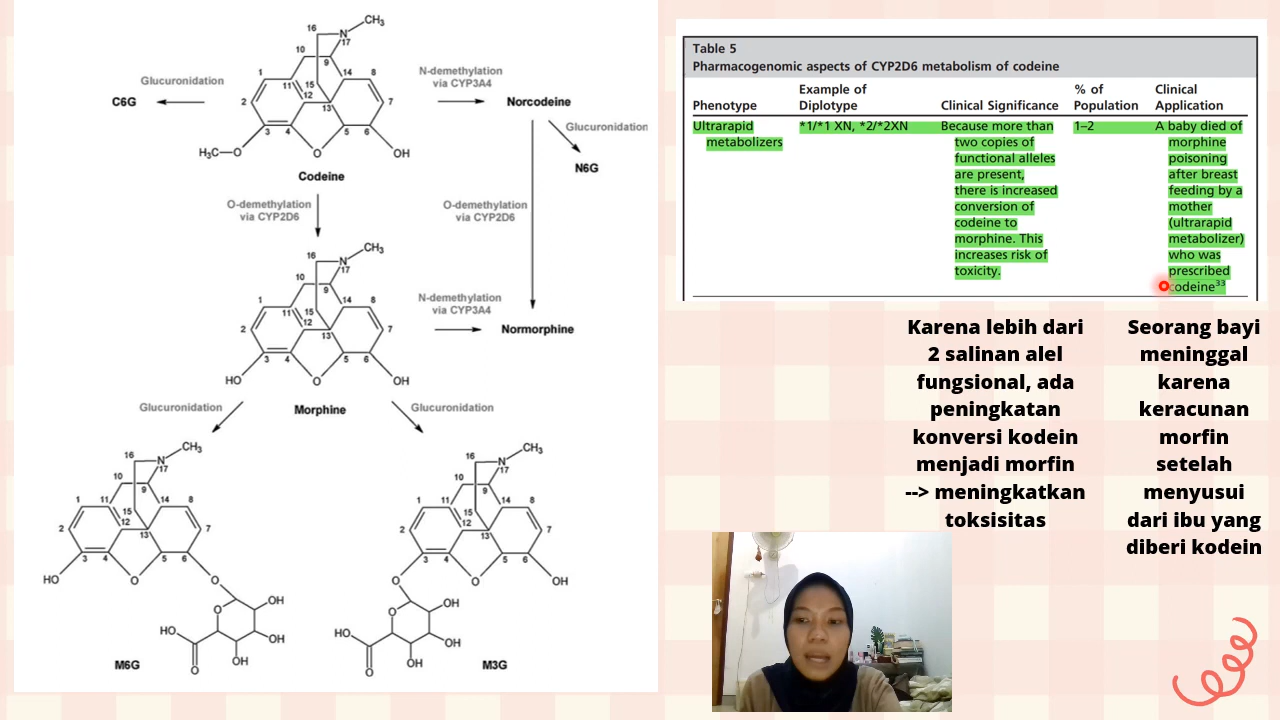 CH₃
16
N
17
10
9
1
14
8
11
15
2
12
13
7
3
4
5
6
H₃C—O
O
OH
Codeine
Glucuronidation
C6G
N-demethylation
via CYP3A4
Norcodeine
Glucuronidation
N6G
O-demethylation
via CYP2D6
O-demethylation
via CYP2D6
CH₃
16
N
17
10
9
1
14
8
11
15
2
12
13
7
3
4
5
6
HO
O
OH
Morphine
N-demethylation
via CYP3A4
Normorphine
Glucuronidation
Glucuronidation
CH₃
16
N
17
10
9
1
11
14
8
15
2
12
13
7
3
4
5
6
HO
O
O
O
OH
HO
OH
O
OH
M6G
CH₃
16
N
17
10
9
1
11
14
8
15
2
12
13
7
3
4
5
6
O
O
OH
O
OH
HO
OH
O
OH
M3G
Table 5
Pharmacogenomic aspects of CYP2D6 metabolism of codeine
Phenotype
Example of
Diplotype
Clinical Significance
% of
Population
Clinical
Application
Ultrarapid
metabolizers
*1/*1 XN, *2/*2XN
Because more than
two copies of
functional alleles
are present,
there is increased
conversion of
codeine to
morphine. This
increases risk of
toxicity.
1–2
A baby died of
morphine
poisoning
after breast
feeding by a
mother
(ultrarapid
metabolizer)
who was
prescribed
codeine³³
Karena lebih dari
2 salinan alel
fungsional, ada
peningkatan
konversi kodein
menjadi morfin
--> meningkatkan
toksisitas
Seorang bayi
meninggal
karena
keracunan
morfin
setelah
menyusui
dari ibu yang
diberi kodein